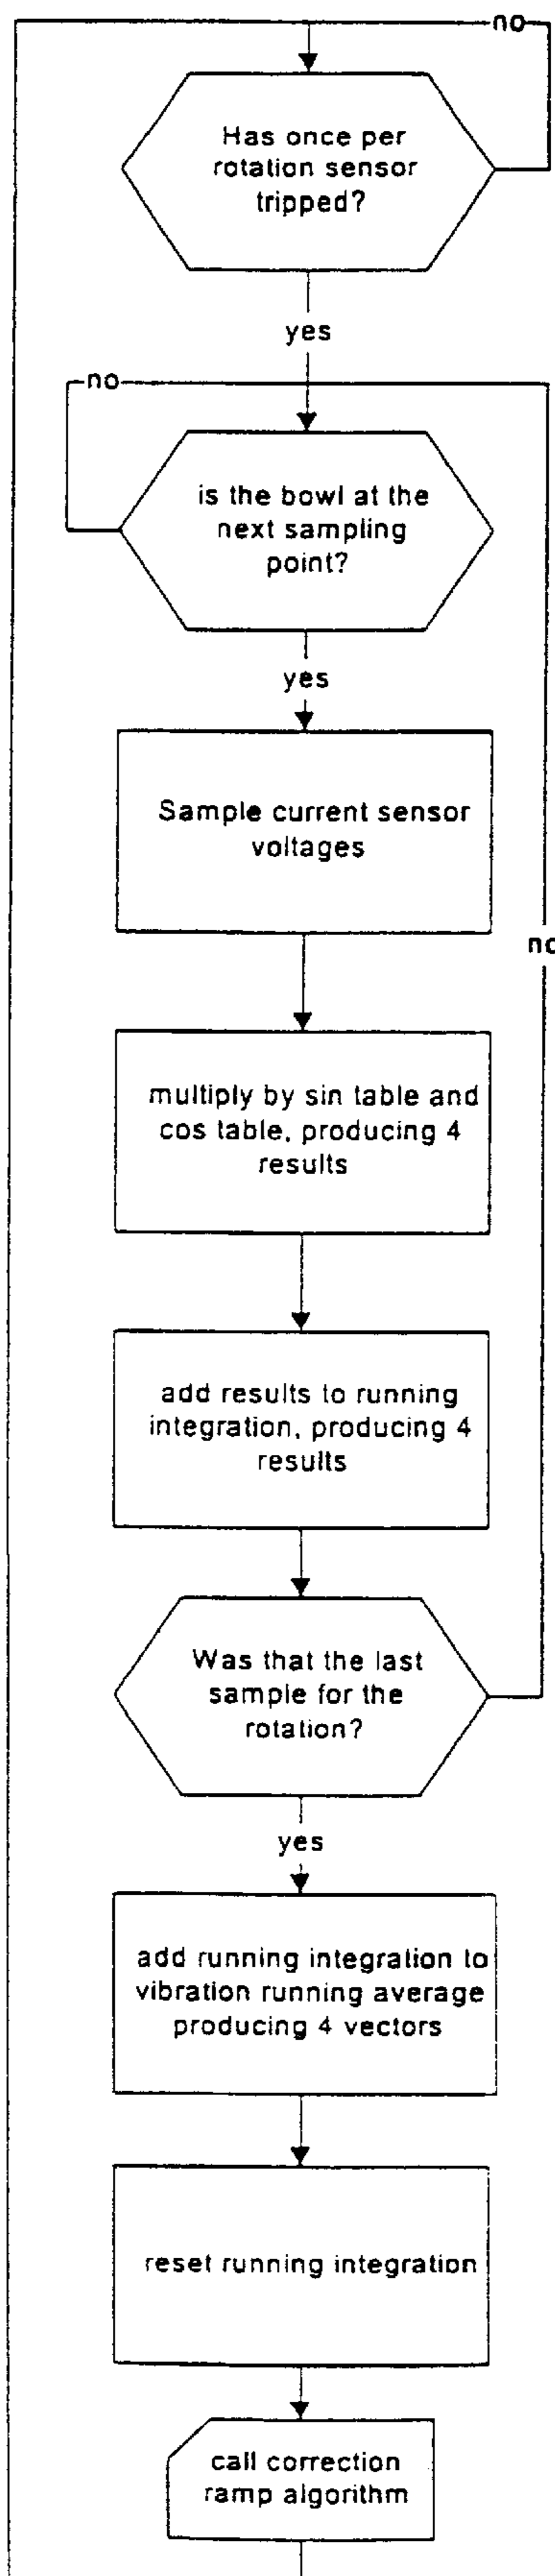 no
Has once per
rotation sensor
tripped?
yes
no
is the bowl at the
next sampling
point?
yes
Sample current sensor
voltages
no
multiply by sin table and
cos table, producing 4
results
add results to running
integration, producing 4
results
Was that the last
sample for the
rotation?
yes
add running integration to
vibration running average
producing 4 vectors
reset running integration
call correction
ramp algorithm